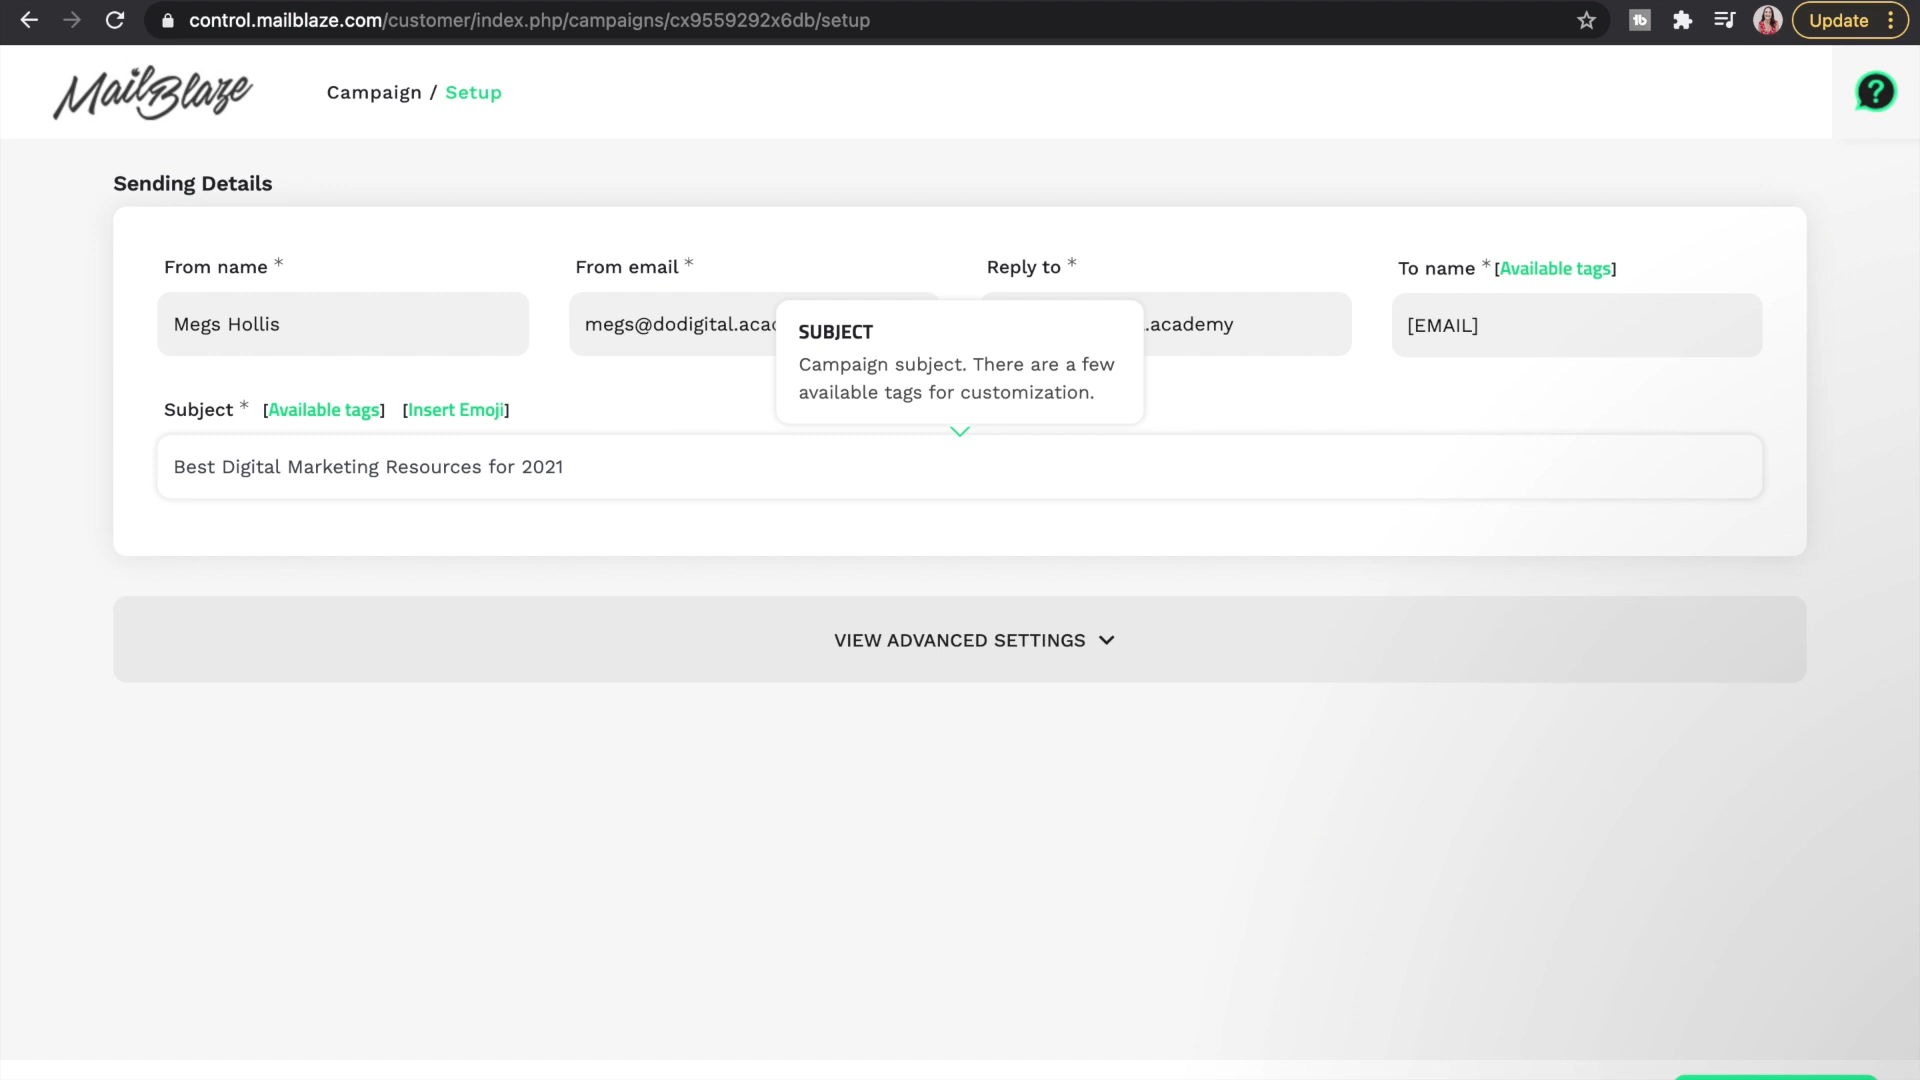 control.mailblaze.com/customer/index.php/campaigns/cx9559292x6db/setup
Update
MailBlaze
Campaign / Setup
?
Sending Details
From name *
From email *
Reply to *
To name * [Available tags]
Megs Hollis
megs@dodigital.aca
.academy
[EMAIL]
SUBJECT
Campaign subject. There are a few
available tags for customization.
Subject * [Available tags] [Insert Emoji]
Best Digital Marketing Resources for 2021
VIEW ADVANCED SETTINGS